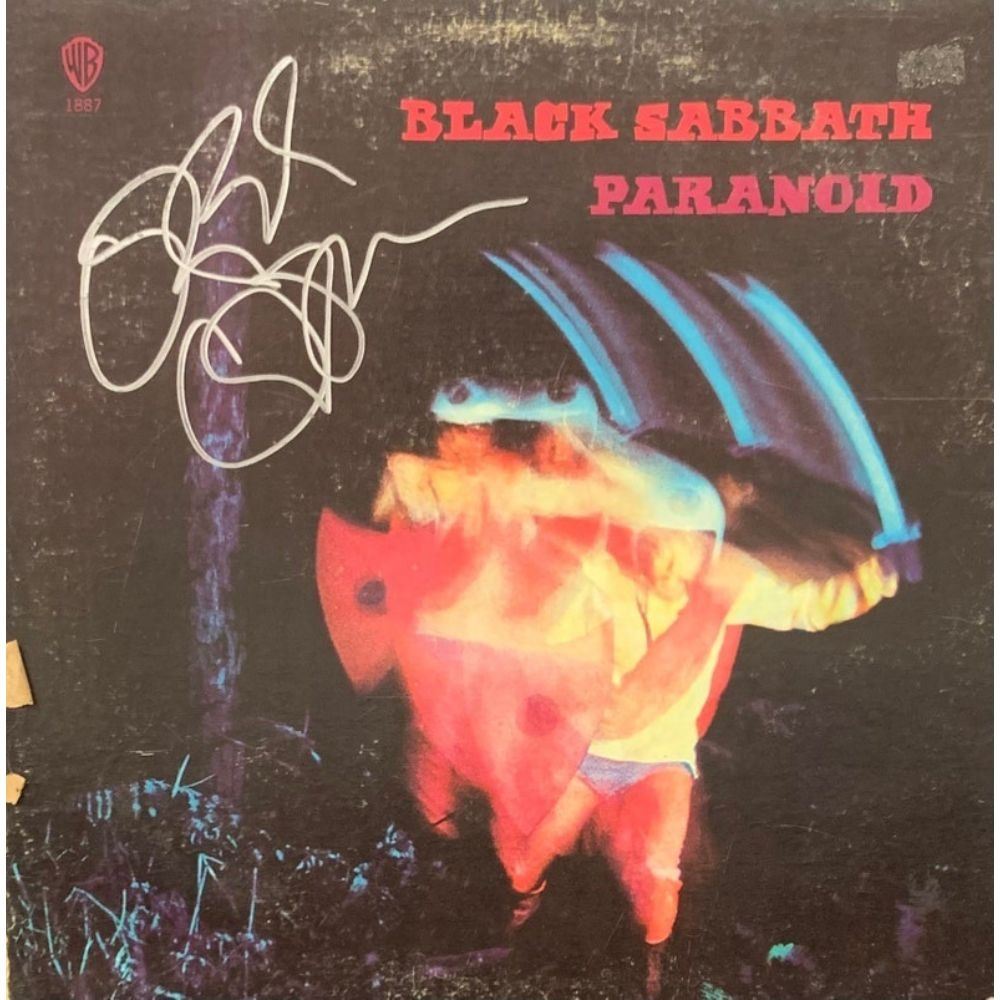 WB
1887
BLACK SABBATH
PARANOID